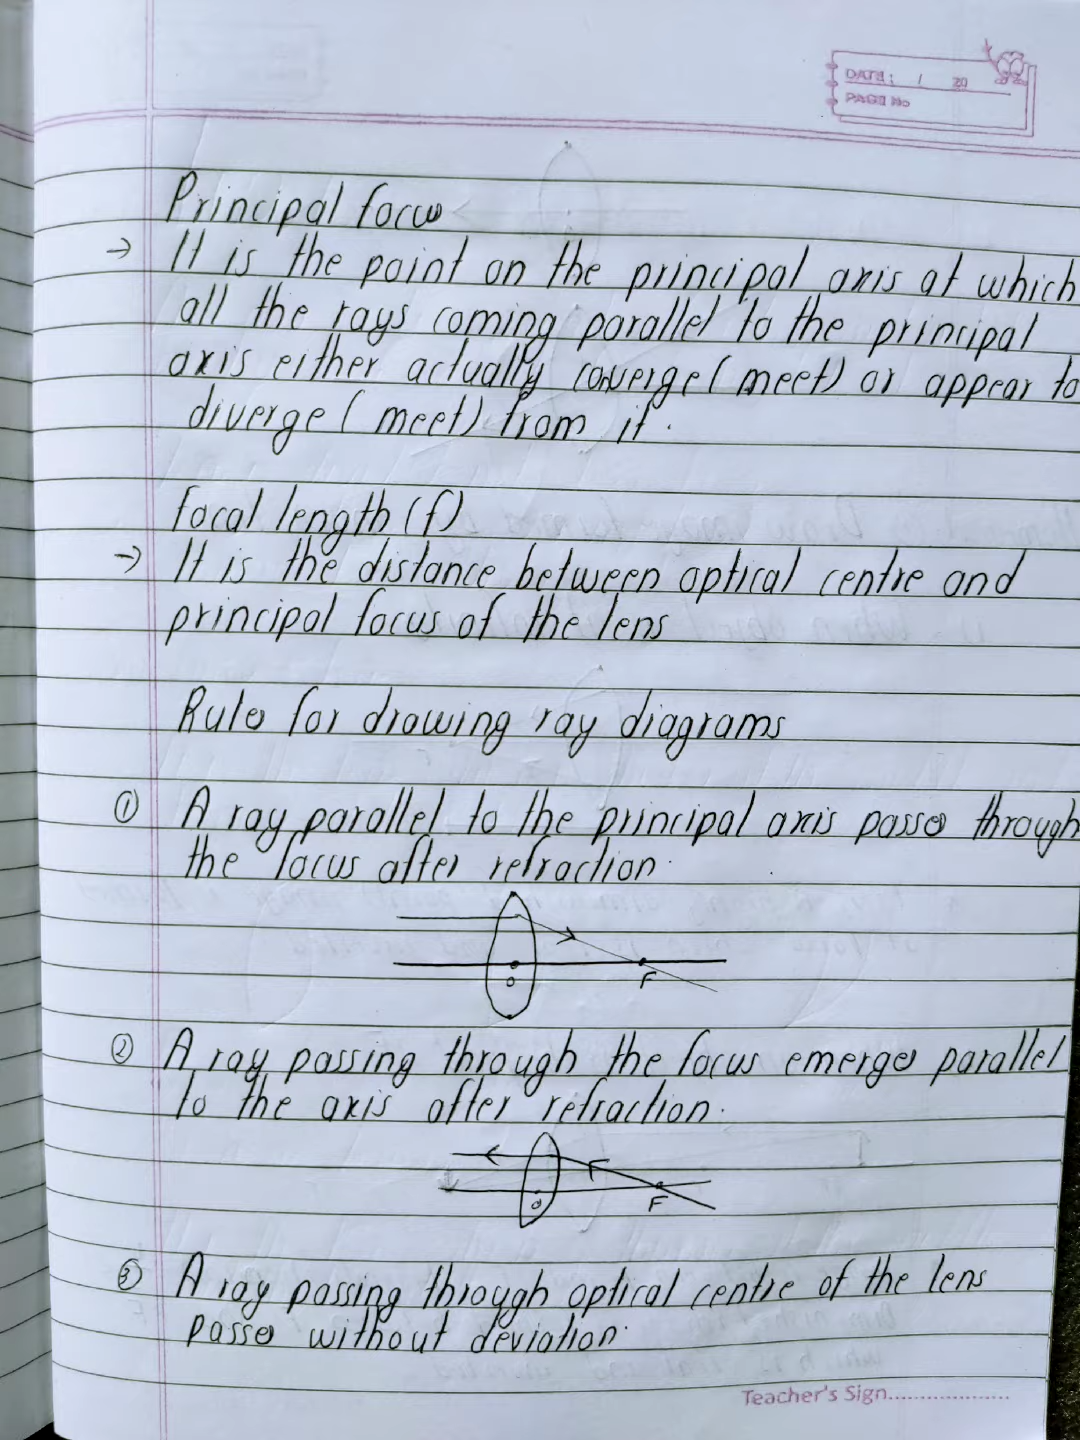 DATE: / 20
PAGE No
Principal focus
→ It is the point on the principal axis at which
all the rays coming parallel to the principal
axis either actually converge (meet) or appear to
diverge (meet) from it.
focal length (f)
→ It is the distance between optical centre and
principal focus of the lens
Rules for drawing ray diagrams
① A ray parallel to the principal axis passes through
the focus after refraction.
O F
② A ray passing through the focus emerges parallel
to the axis after refraction.
O F
③ A ray passing through optical centre of the lens
passes without deviation.
Teacher's Sign....................